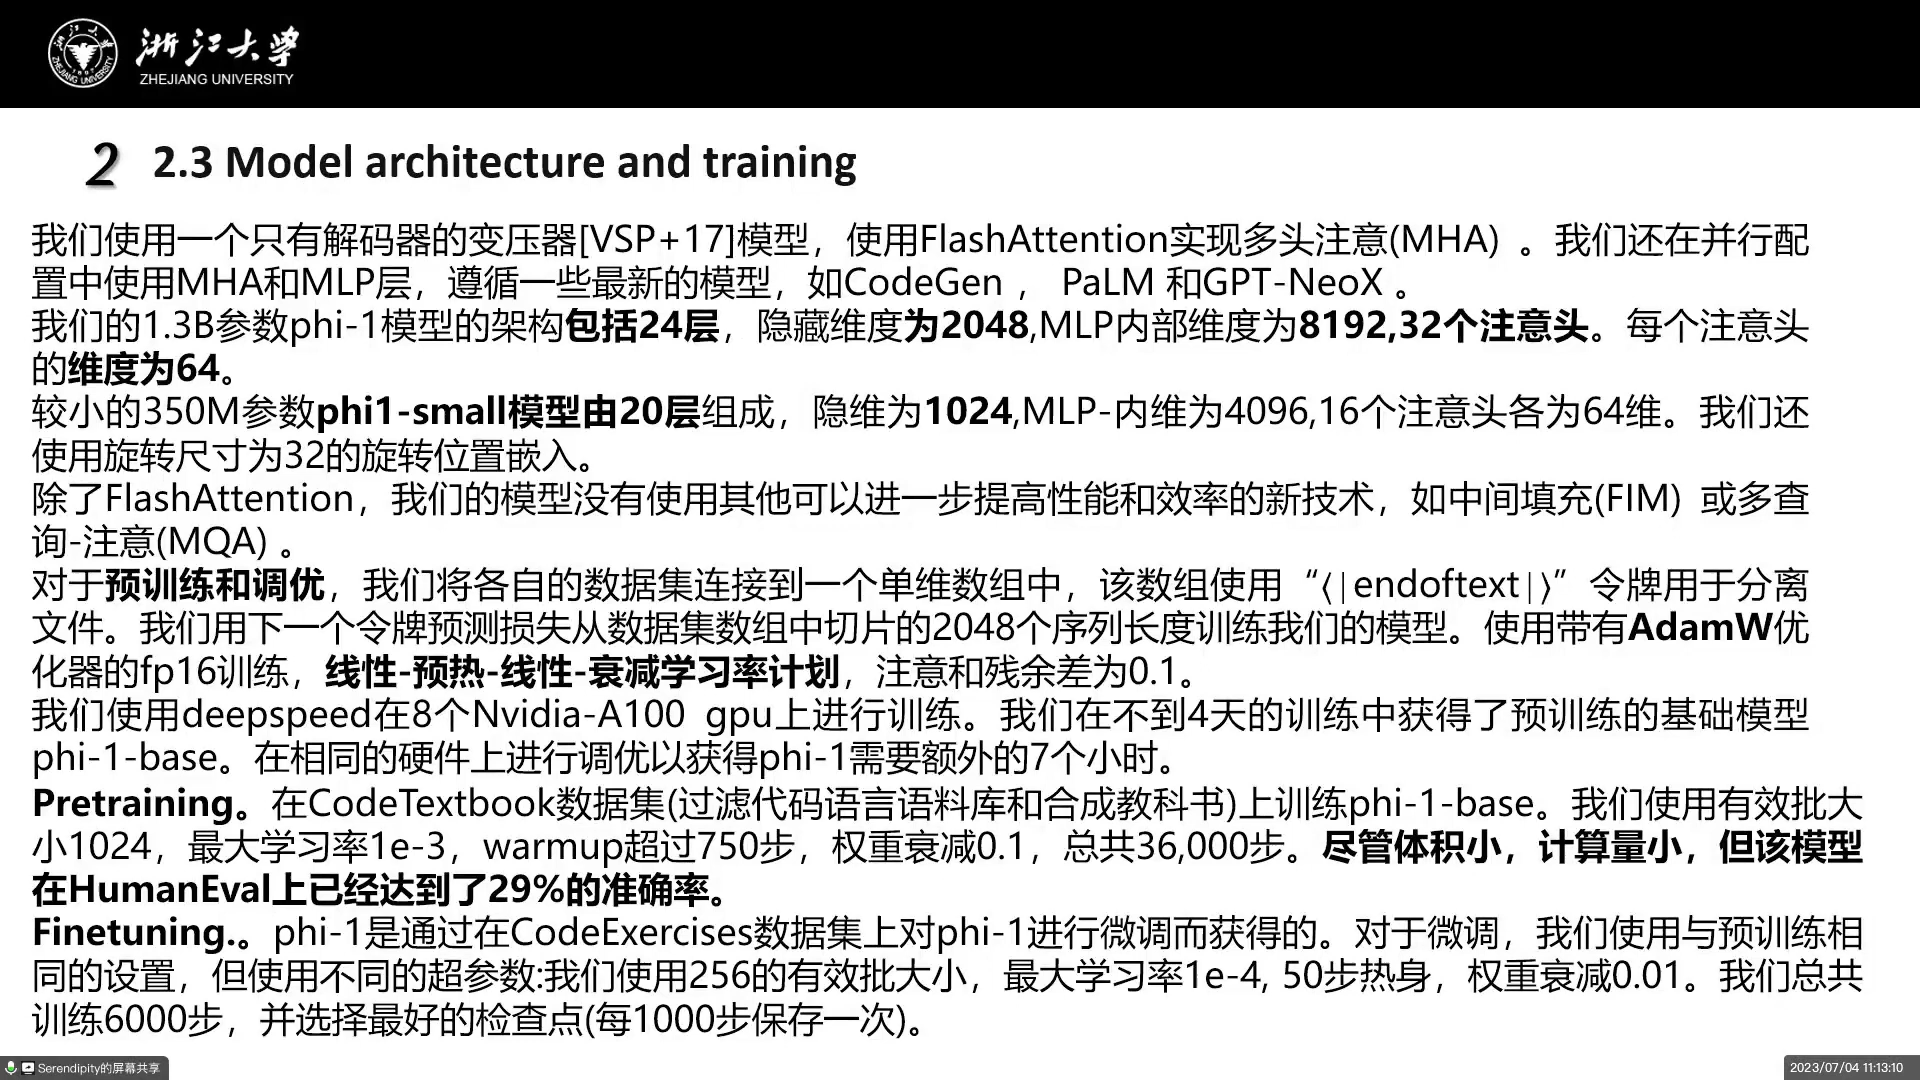 浙江大学
ZHEJIANG UNIVERSITY
2 2.3 Model architecture and training
我们使用一个只有解码器的变压器[VSP+17]模型，使用FlashAttention实现多头注意(MHA) 。我们还在并行配
置中使用MHA和MLP层，遵循一些最新的模型，如CodeGen ， PaLM 和GPT-NeoX 。
我们的1.3B参数phi-1模型的架构包括24层，隐藏维度为2048,MLP内部维度为8192,32个注意头。每个注意头
的维度为64。
较小的350M参数phi1-small模型由20层组成，隐维为1024,MLP-内维为4096,16个注意头各为64维。我们还
使用旋转尺寸为32的旋转位置嵌入。
除了FlashAttention，我们的模型没有使用其他可以进一步提高性能和效率的新技术，如中间填充(FIM) 或多查
询-注意(MQA) 。
对于预训练和调优，我们将各自的数据集连接到一个单维数组中，该数组使用“⟨|endoftext|⟩”令牌用于分离
文件。我们用下一个令牌预测损失从数据集数组中切片的2048个序列长度训练我们的模型。使用带有AdamW优
化器的fp16训练，线性-预热-线性-衰减学习率计划，注意和残余差为0.1。
我们使用deepspeed在8个Nvidia-A100 gpu上进行训练。我们在不到4天的训练中获得了预训练的基础模型
phi-1-base。在相同的硬件上进行调优以获得phi-1需要额外的7个小时。
Pretraining。在CodeTextbook数据集(过滤代码语言语料库和合成教科书)上训练phi-1-base。我们使用有效批大
小1024，最大学习率1e-3，warmup超过750步，权重衰减0.1，总共36,000步。尽管体积小，计算量小，但该模型
在HumanEval上已经达到了29%的准确率。
Finetuning.。phi-1是通过在CodeExercises数据集上对phi-1进行微调而获得的。对于微调，我们使用与预训练相
同的设置，但使用不同的超参数:我们使用256的有效批大小，最大学习率1e-4, 50步热身，权重衰减0.01。我们总共
训练6000步，并选择最好的检查点(每1000步保存一次)。
Serendipity的屏幕共享
2023/07/04 11:13:10